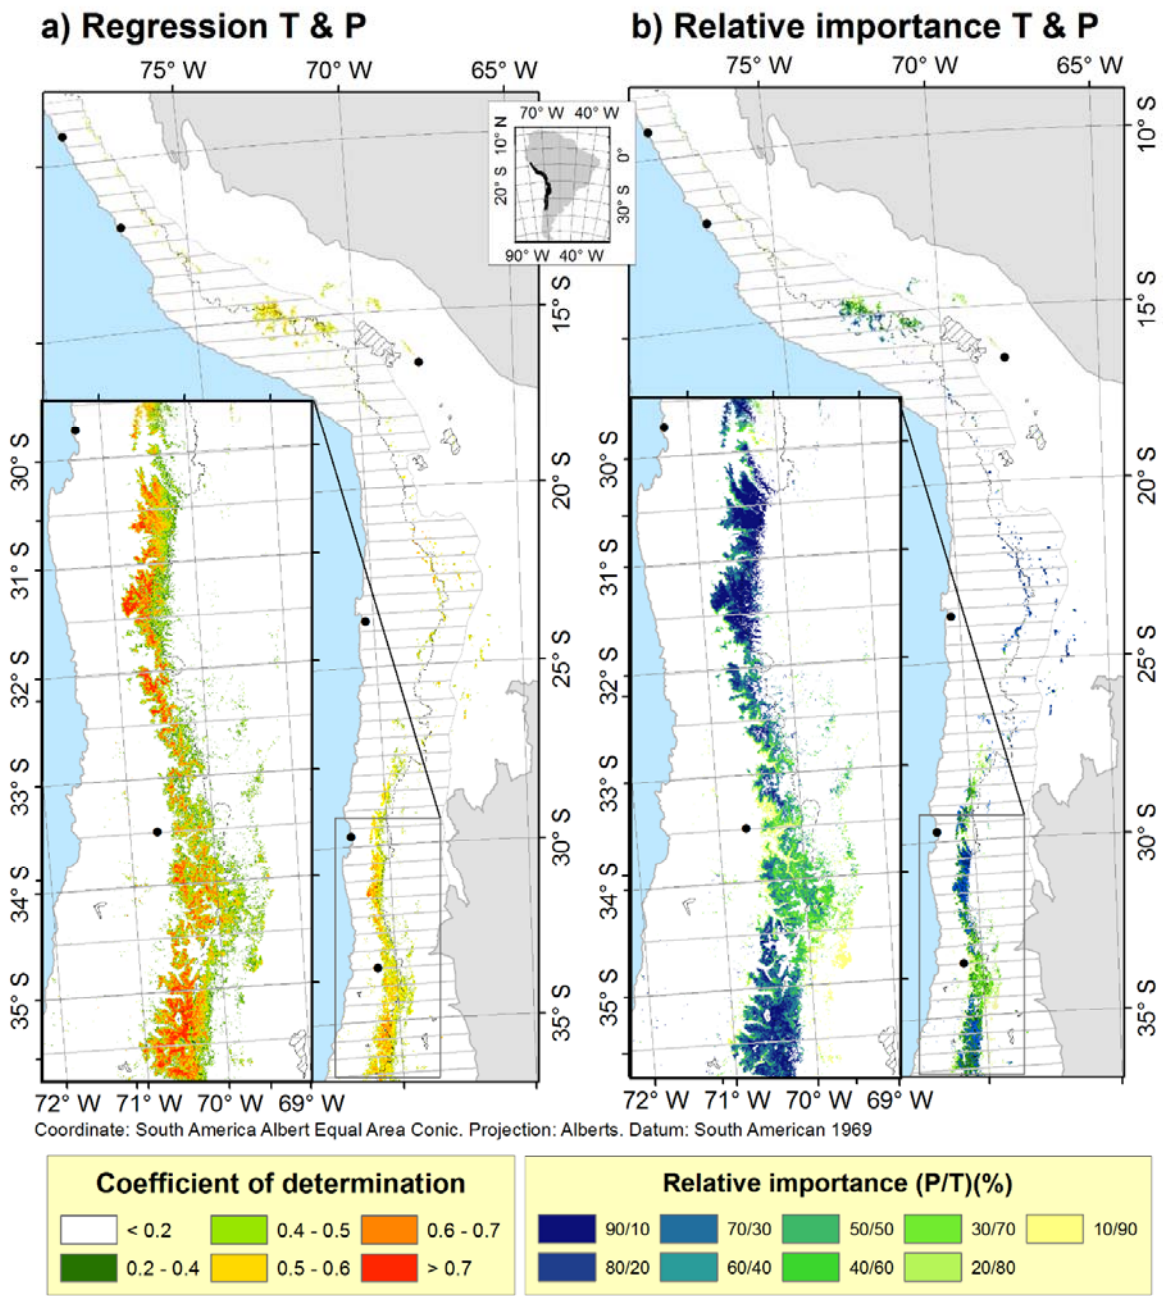 a) Regression T & P
b) Relative importance T & P
75° W
70° W
65° W
75° W
70° W
65° W
70° W 40° W
10° N
20° S
0°
30° S
90° W 40° W
10° S
15° S
20° S
25° S
30° S
35° S
15° S
20° S
25° S
30° S
35° S
30° S
31° S
32° S
33° S
34° S
35° S
30° S
31° S
32° S
33° S
34° S
35° S
72° W 71° W 70° W 69° W
72° W 71° W 70° W 69° W
Coordinate: South America Albert Equal Area Conic. Projection: Alberts. Datum: South American 1969
Coefficient of determination
< 0.2
0.4 - 0.5
0.6 - 0.7
0.2 - 0.4
0.5 - 0.6
> 0.7
Relative importance (P/T)(%)
90/10
70/30
50/50
30/70
10/90
80/20
60/40
40/60
20/80